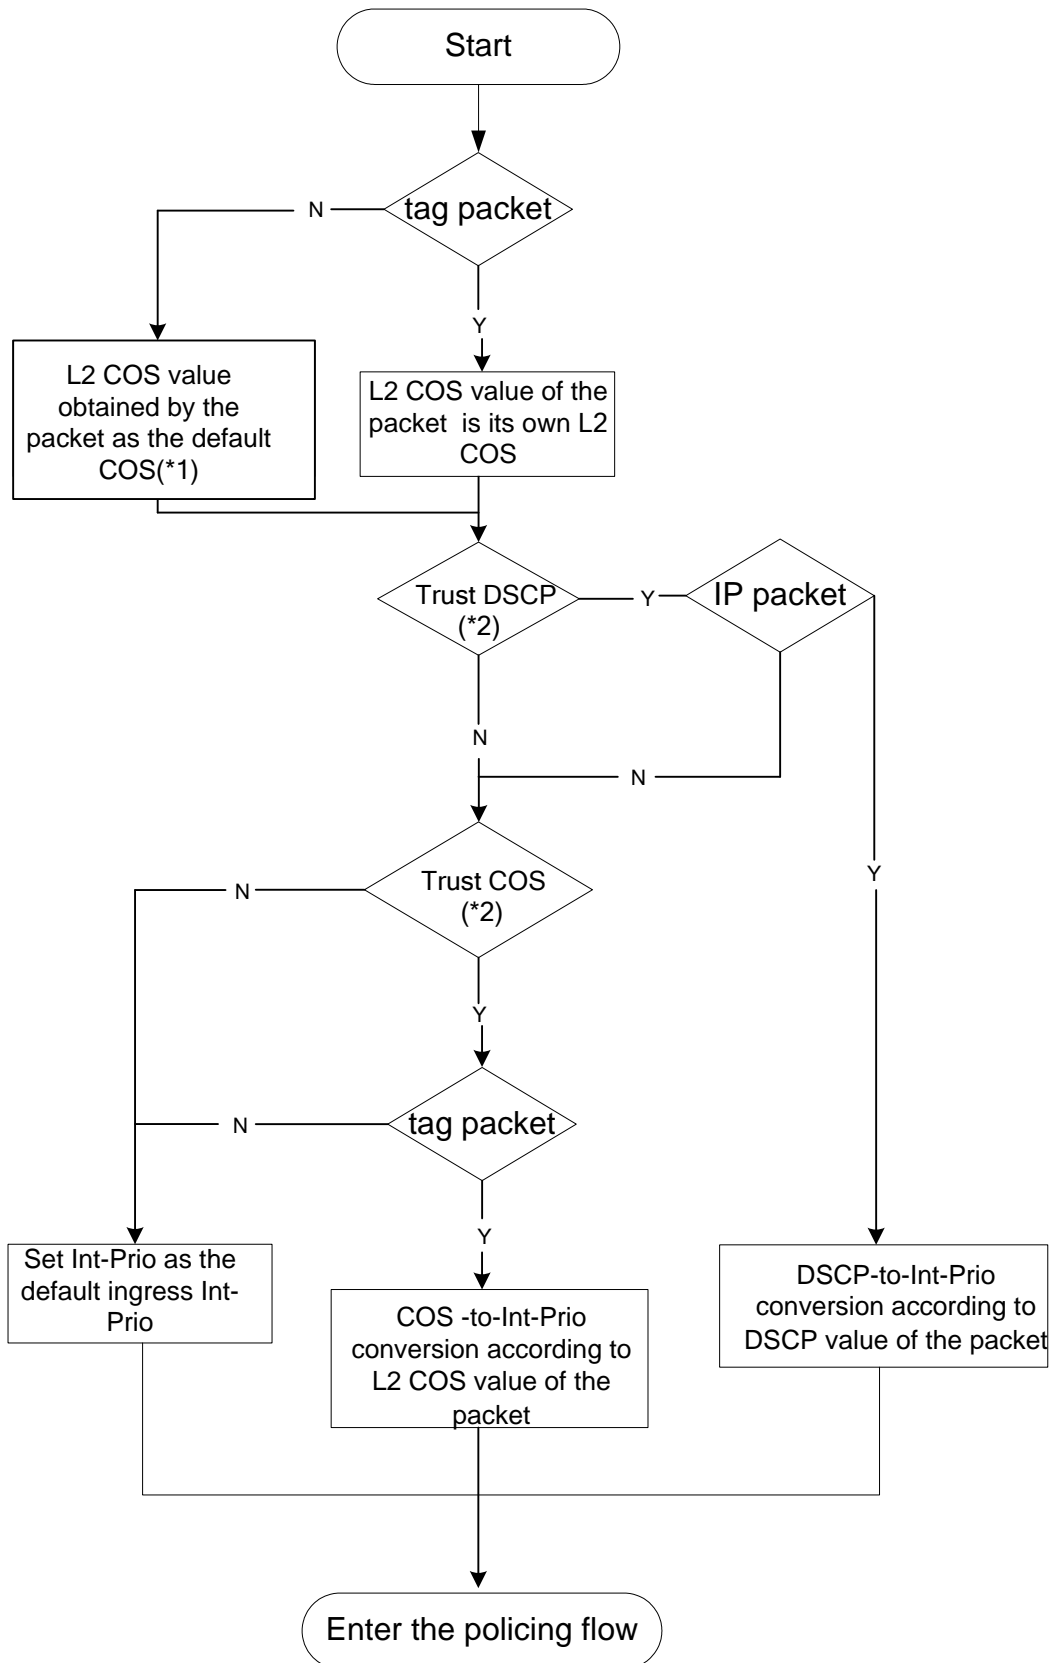 Start
tag packet
N
Y
L2 COS value
obtained by the
packet as the default
COS(*1)
L2 COS value of the
packet is its own L2
COS
Trust DSCP
(*2)
Y
IP packet
N
N
Y
Trust COS
(*2)
N
Y
tag packet
N
Y
Set Int-Prio as the
default ingress Int-
Prio
COS -to-Int-Prio
conversion according to
L2 COS value of the
packet
DSCP-to-Int-Prio
conversion according to
DSCP value of the packet
Enter the policing flow